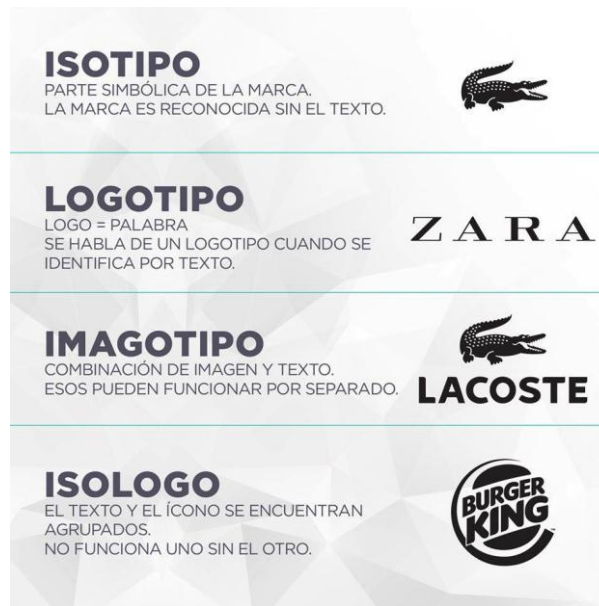 ISOTIPO
PARTE SIMBÓLICA DE LA MARCA.
LA MARCA ES RECONOCIDA SIN EL TEXTO.
LOGOTIPO
LOGO = PALABRA
SE HABLA DE UN LOGOTIPO CUANDO SE
IDENTIFICA POR TEXTO.
ZARA
IMAGOTIPO
COMBINACIÓN DE IMAGEN Y TEXTO.
ESOS PUEDEN FUNCIONAR POR SEPARADO.
LACOSTE
ISOLOGO
EL TEXTO Y EL ÍCONO SE ENCUENTRAN
AGRUPADOS.
NO FUNCIONA UNO SIN EL OTRO.
BURGER
KING